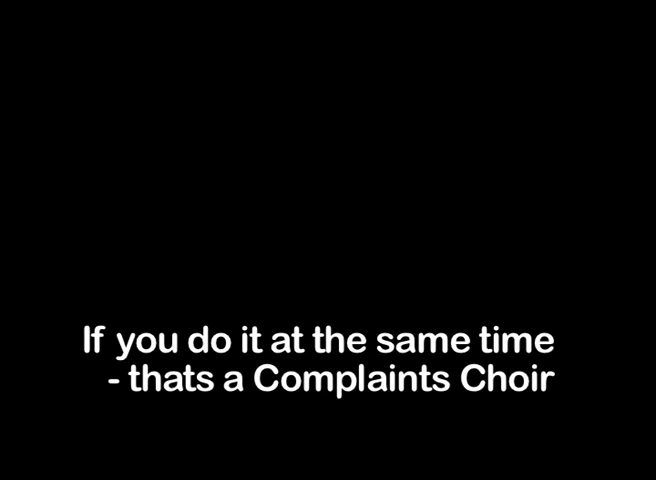 If you do it at the same time
- thats a Complaints Choir